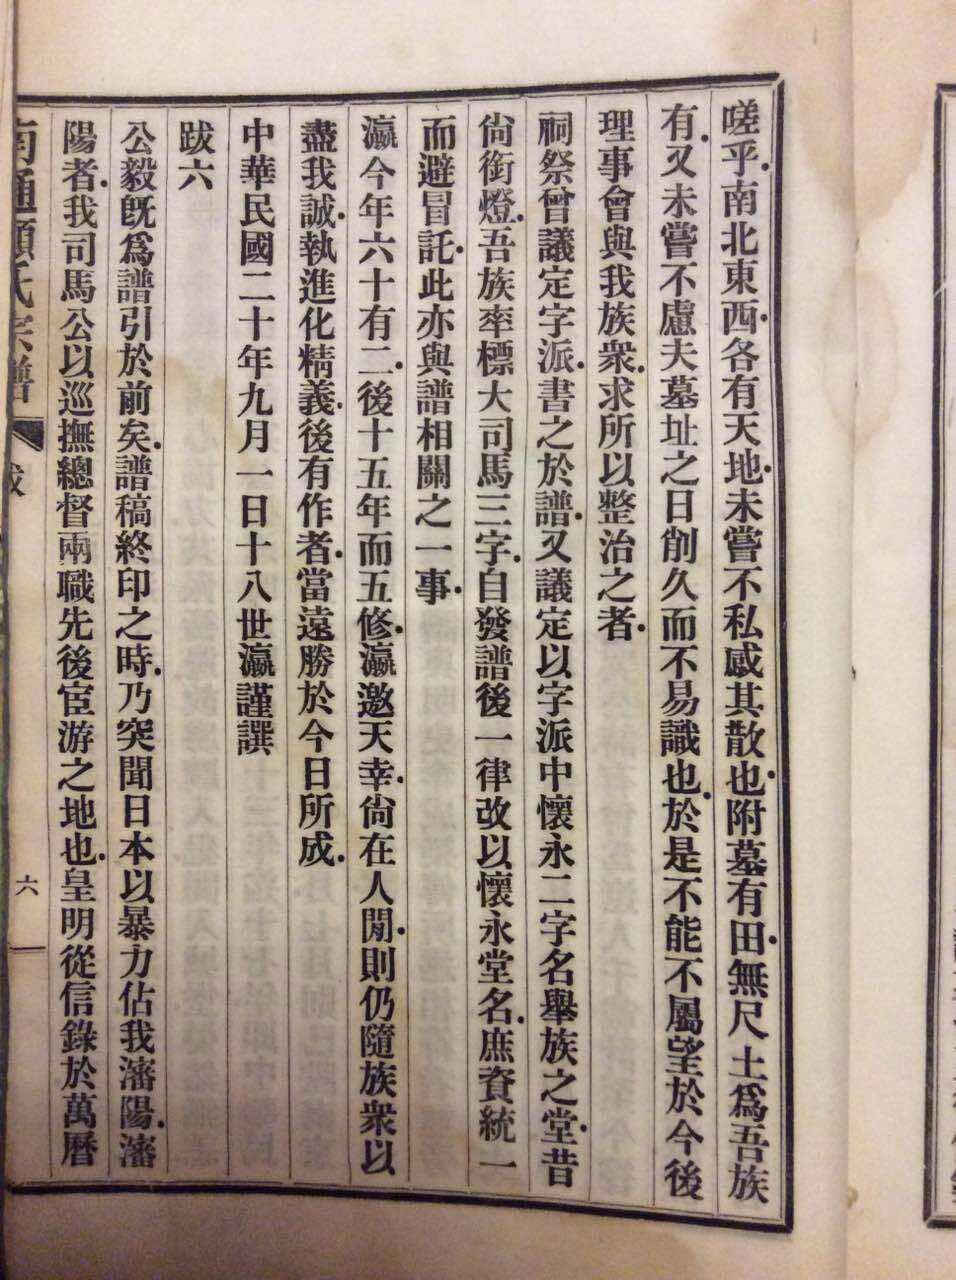 嗟乎南北東西各有天地未嘗不私慼其散也附墓有田無尺土爲吾族
有又未嘗不慮夫墓址之日削久而不易識也於是不能不屬望於今後
理事會與我族衆求所以整治之者
祠祭曾議定字派書之於譜又議定以字派中懷永二字名舉族之堂昔
尙銜燈吾族率標大司馬三字自發譜後一律改以懷永堂名庶資統一
而避冒託此亦與譜相關之一事
瀛今年六十有二後十五年而五修瀛邀天幸尙在人間則仍隨族衆以
盡我誠執進化精義後有作者當遠勝於今日所成
中華民國二十年九月一日十八世瀛謹譔
跋六
公毅旣爲譜引於前矣譜稿終印之時乃突聞日本以暴力佔我瀋陽瀋
陽者我司馬公以巡撫總督兩職先後宦游之地也皇明從信錄於萬曆
南通顧氏宗譜
跋
六